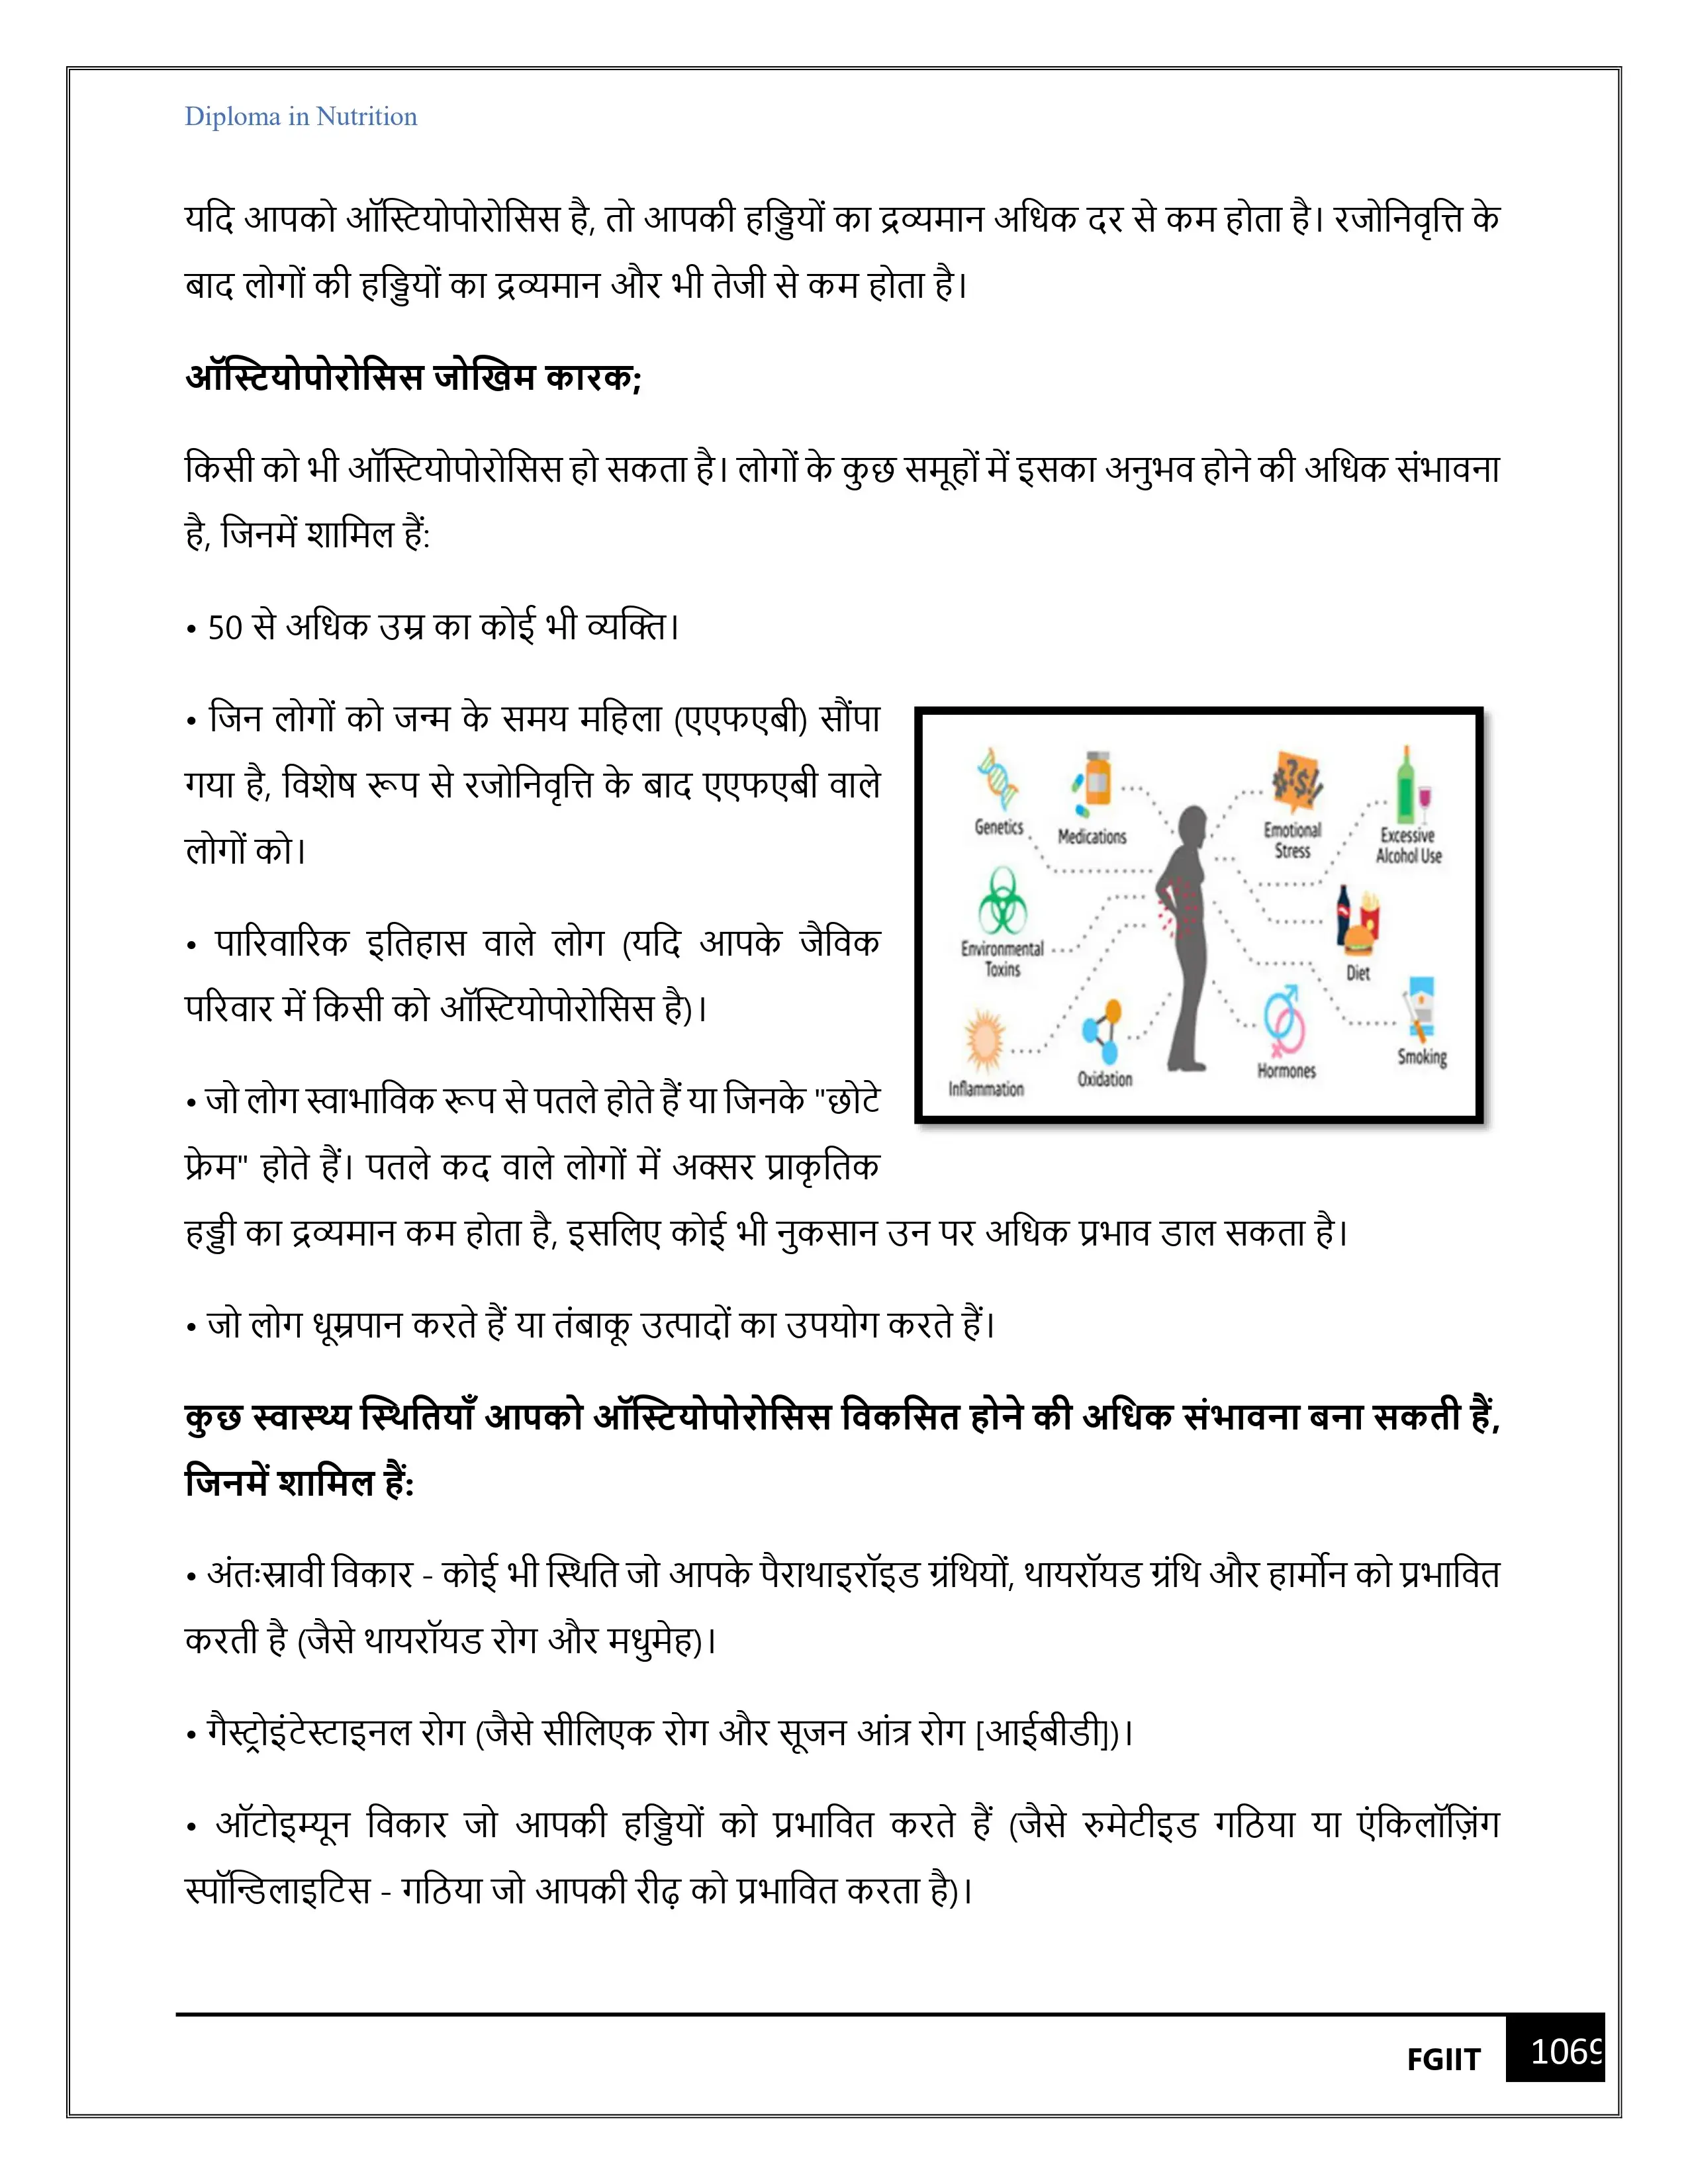 Diploma in Nutrition
यदि आपको ऑस्टियोपोरोसिस है, तो आपकी हड्डियों का द्रव्यमान अधिक दर से कम होता है। रजोनिवृत्ति के
बाद लोगों की हड्डियों का द्रव्यमान और भी तेजी से कम होता है।
ऑस्टियोपोरोसिस जोखिम कारक;
किसी को भी ऑस्टियोपोरोसिस हो सकता है। लोगों के कुछ समूहों में इसका अनुभव होने की अधिक संभावना
है, जिनमें शामिल हैं:
• 50 से अधिक उम्र का कोई भी व्यक्ति।
• जिन लोगों को जन्म के समय महिला (एएफएबी) सौंपा
गया है, विशेष रूप से रजोनिवृत्ति के बाद एएफएबी वाले
लोगों को।
• पारिवारिक इतिहास वाले लोग (यदि आपके जैविक
परिवार में किसी को ऑस्टियोपोरोसिस है)।
• जो लोग स्वाभाविक रूप से पतले होते हैं या जिनके "छोटे
फ्रेम" होते हैं। पतले कद वाले लोगों में अक्सर प्राकृतिक
हड्डी का द्रव्यमान कम होता है, इसलिए कोई भी नुकसान उन पर अधिक प्रभाव डाल सकता है।
Genetics
Medications
#?$!
Emotional
Stress
Excessive
Alcohol Use
Environmental
Toxins
Diet
Inflammation
Oxidation
Hormones
Smoking
• जो लोग धूम्रपान करते हैं या तंबाकू उत्पादों का उपयोग करते हैं।
कुछ स्वास्थ्य स्थितियाँ आपको ऑस्टियोपोरोसिस विकसित होने की अधिक संभावना बना सकती हैं,
जिनमें शामिल हैं:
• अंतःस्रावी विकार - कोई भी स्थिति जो आपके पैराथाइरॉइड ग्रंथियों, थायरॉयड ग्रंथि और हार्मोन को प्रभावित
करती है (जैसे थायरॉयड रोग और मधुमेह)।
• गैस्ट्रोइंटेस्टाइनल रोग (जैसे सीलिएक रोग और सूजन आंत्र रोग [आईबीडी])।
• ऑटोइम्यून विकार जो आपकी हड्डियों को प्रभावित करते हैं (जैसे रुमेटीइड गठिया या एंकिलॉज़िंग
स्पॉन्डिलाइटिस - गठिया जो आपकी रीढ़ को प्रभावित करता है)।
FGIIT
1069